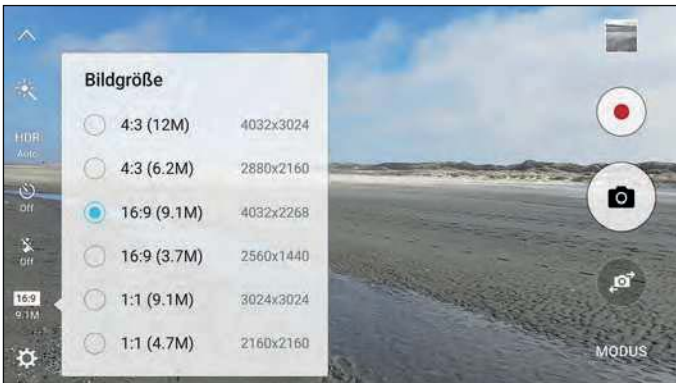 Bildgröße
4:3 (12M) 4032x3024
4:3 (6.2M) 2880x2160
16:9 (9.1M) 4032x2268
16:9 (3.7M) 2560x1440
1:1 (9.1M) 3024x3024
1:1 (4.7M) 2160x2160
HDR
Auto
Off
Off
16:9
9.1M
MODUS